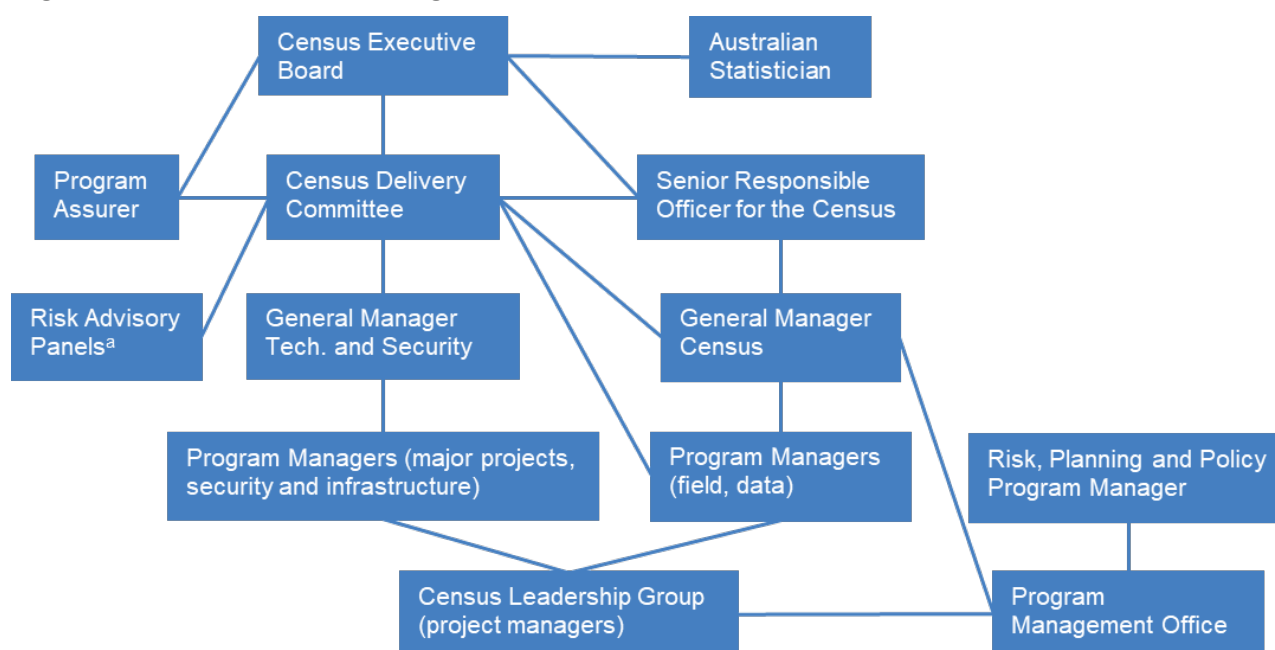 Census Executive
Board
Australian
Statistician
Program
Assurer
Census Delivery
Committee
Senior Responsible
Officer for the Census
Risk Advisory
Panelsᵃ
General Manager
Tech. and Security
General Manager
Census
Program Managers (major projects,
security and infrastructure)
Program Managers
(field, data)
Risk, Planning and Policy
Program Manager
Census Leadership Group
(project managers)
Program
Management Office